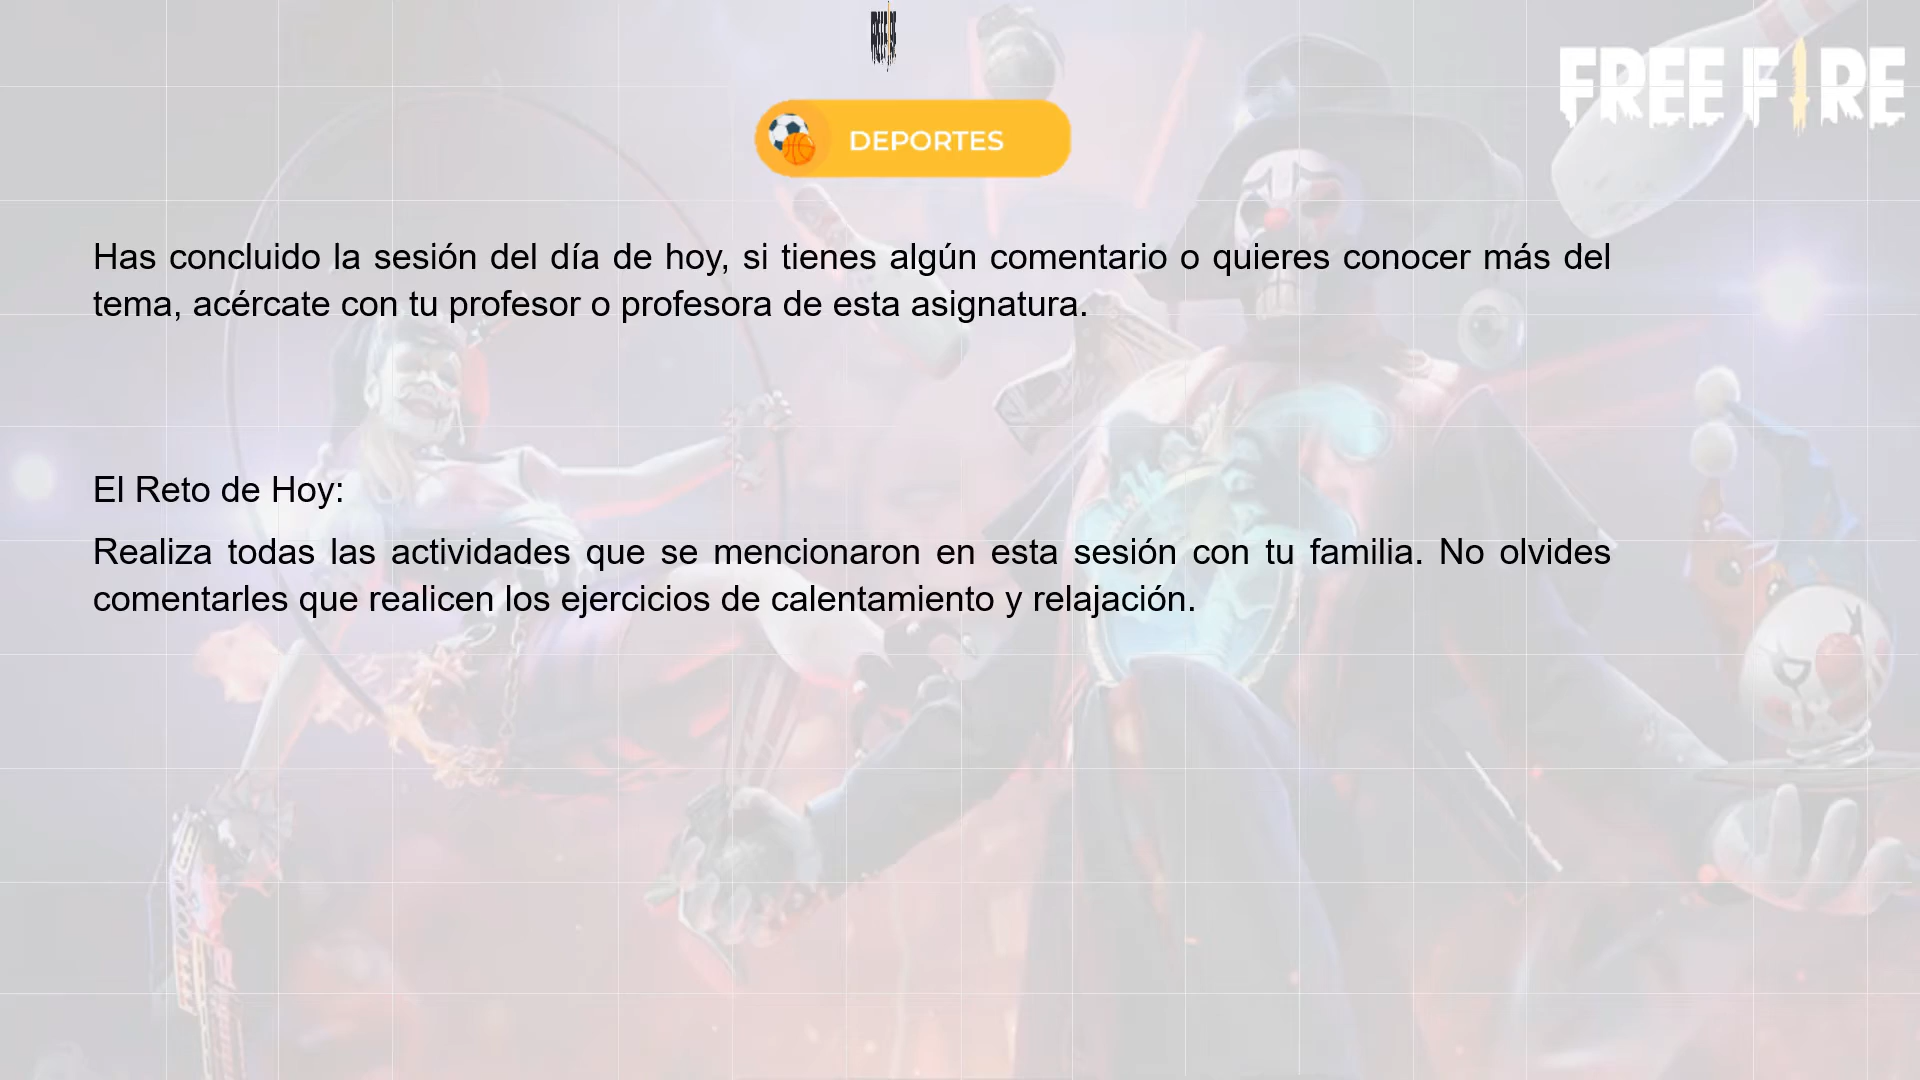 FREE FIRE
FREE FIRE
DEPORTES
Has concluido la sesión del día de hoy, si tienes algún comentario o quieres conocer más del
tema, acércate con tu profesor o profesora de esta asignatura.
El Reto de Hoy:
Realiza todas las actividades que se mencionaron en esta sesión con tu familia. No olvides
comentarles que realicen los ejercicios de calentamiento y relajación.